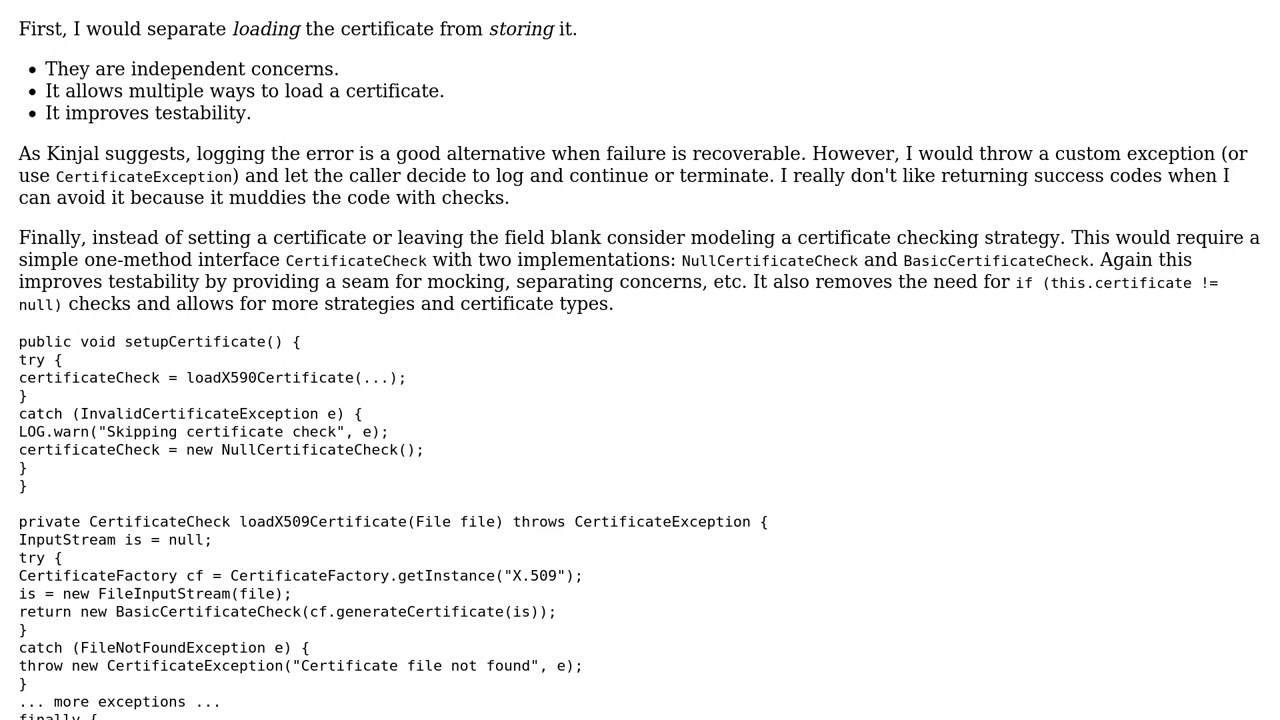 First, I would separate loading the certificate from storing it.
• They are independent concerns.
• It allows multiple ways to load a certificate.
• It improves testability.
As Kinjal suggests, logging the error is a good alternative when failure is recoverable. However, I would throw a custom exception (or
use CertificateException) and let the caller decide to log and continue or terminate. I really don't like returning success codes when I
can avoid it because it muddies the code with checks.
Finally, instead of setting a certificate or leaving the field blank consider modeling a certificate checking strategy. This would require a
simple one-method interface CertificateCheck with two implementations: NullCertificateCheck and BasicCertificateCheck. Again this
improves testability by providing a seam for mocking, separating concerns, etc. It also removes the need for if (this.certificate !=
null) checks and allows for more strategies and certificate types.
public void setupCertificate() {
try {
certificateCheck = loadX590Certificate(...);
}
catch (InvalidCertificateException e) {
LOG.warn("Skipping certificate check", e);
certificateCheck = new NullCertificateCheck();
}
}
private CertificateCheck loadX509Certificate(File file) throws CertificateException {
InputStream is = null;
try {
CertificateFactory cf = CertificateFactory.getInstance("X.509");
is = new FileInputStream(file);
return new BasicCertificateCheck(cf.generateCertificate(is));
}
catch (FileNotFoundException e) {
throw new CertificateException("Certificate file not found", e);
}
... more exceptions ...
finally {